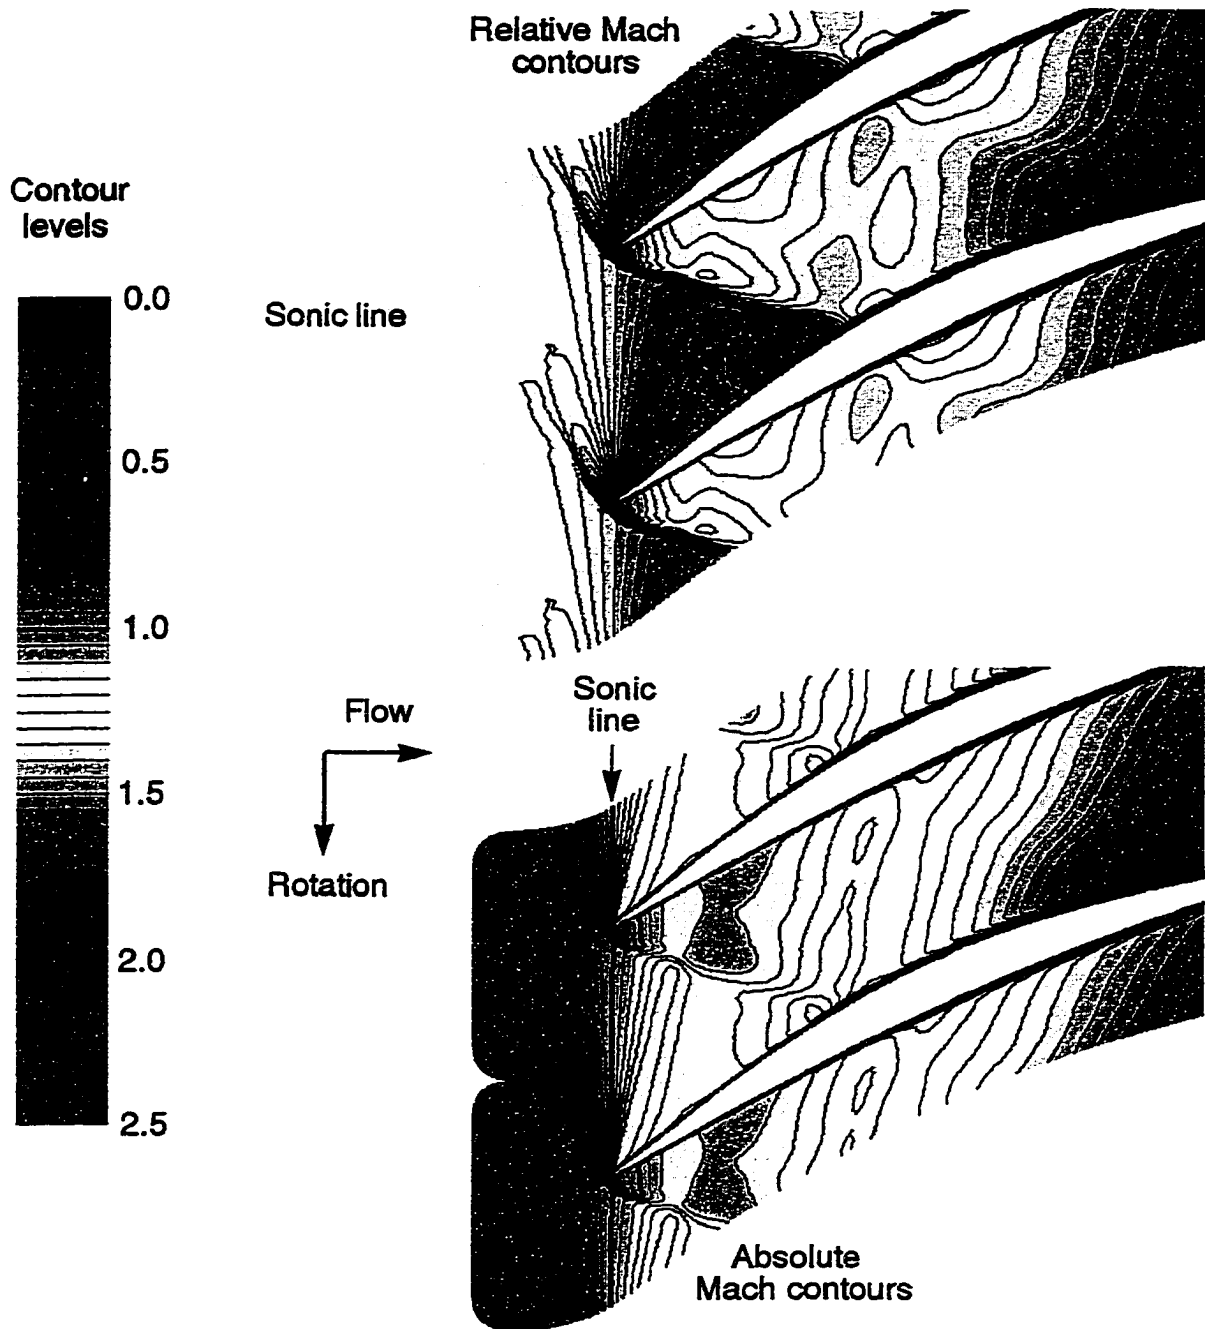 Relative Mach
contours
Contour
levels
0.0
Sonic line
0.5
1.0
Sonic
line
Flow
1.5
Rotation
2.0
2.5
Absolute
Mach contours